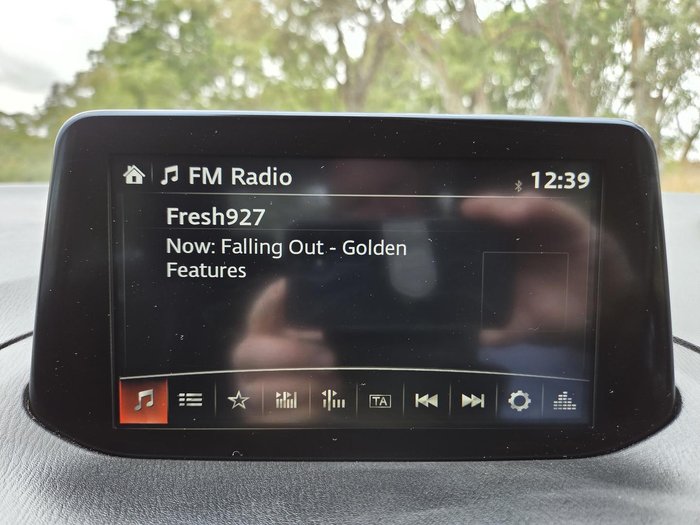 FM Radio 12:39
Fresh927
Now: Falling Out - Golden
Features
TA